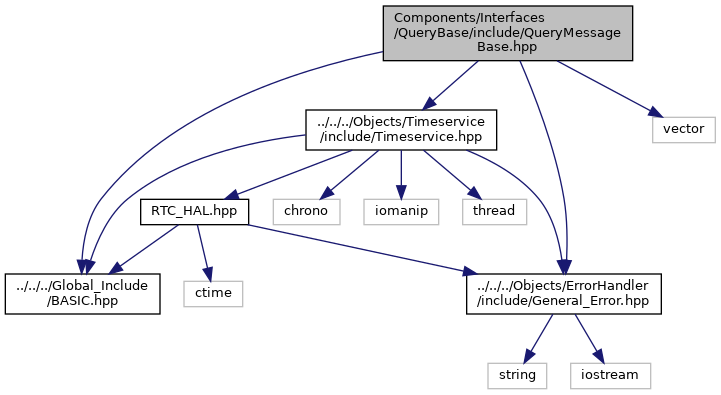 Components/Interfaces
/QueryBase/include/QueryMessage
Base.hpp
../../../Objects/Timeservice
/include/Timeservice.hpp
vector
RTC_HAL.hpp
chrono
iomanip
thread
../../../Global_Include
/BASIC.hpp
ctime
../../../Objects/ErrorHandler
/include/General_Error.hpp
string
iostream